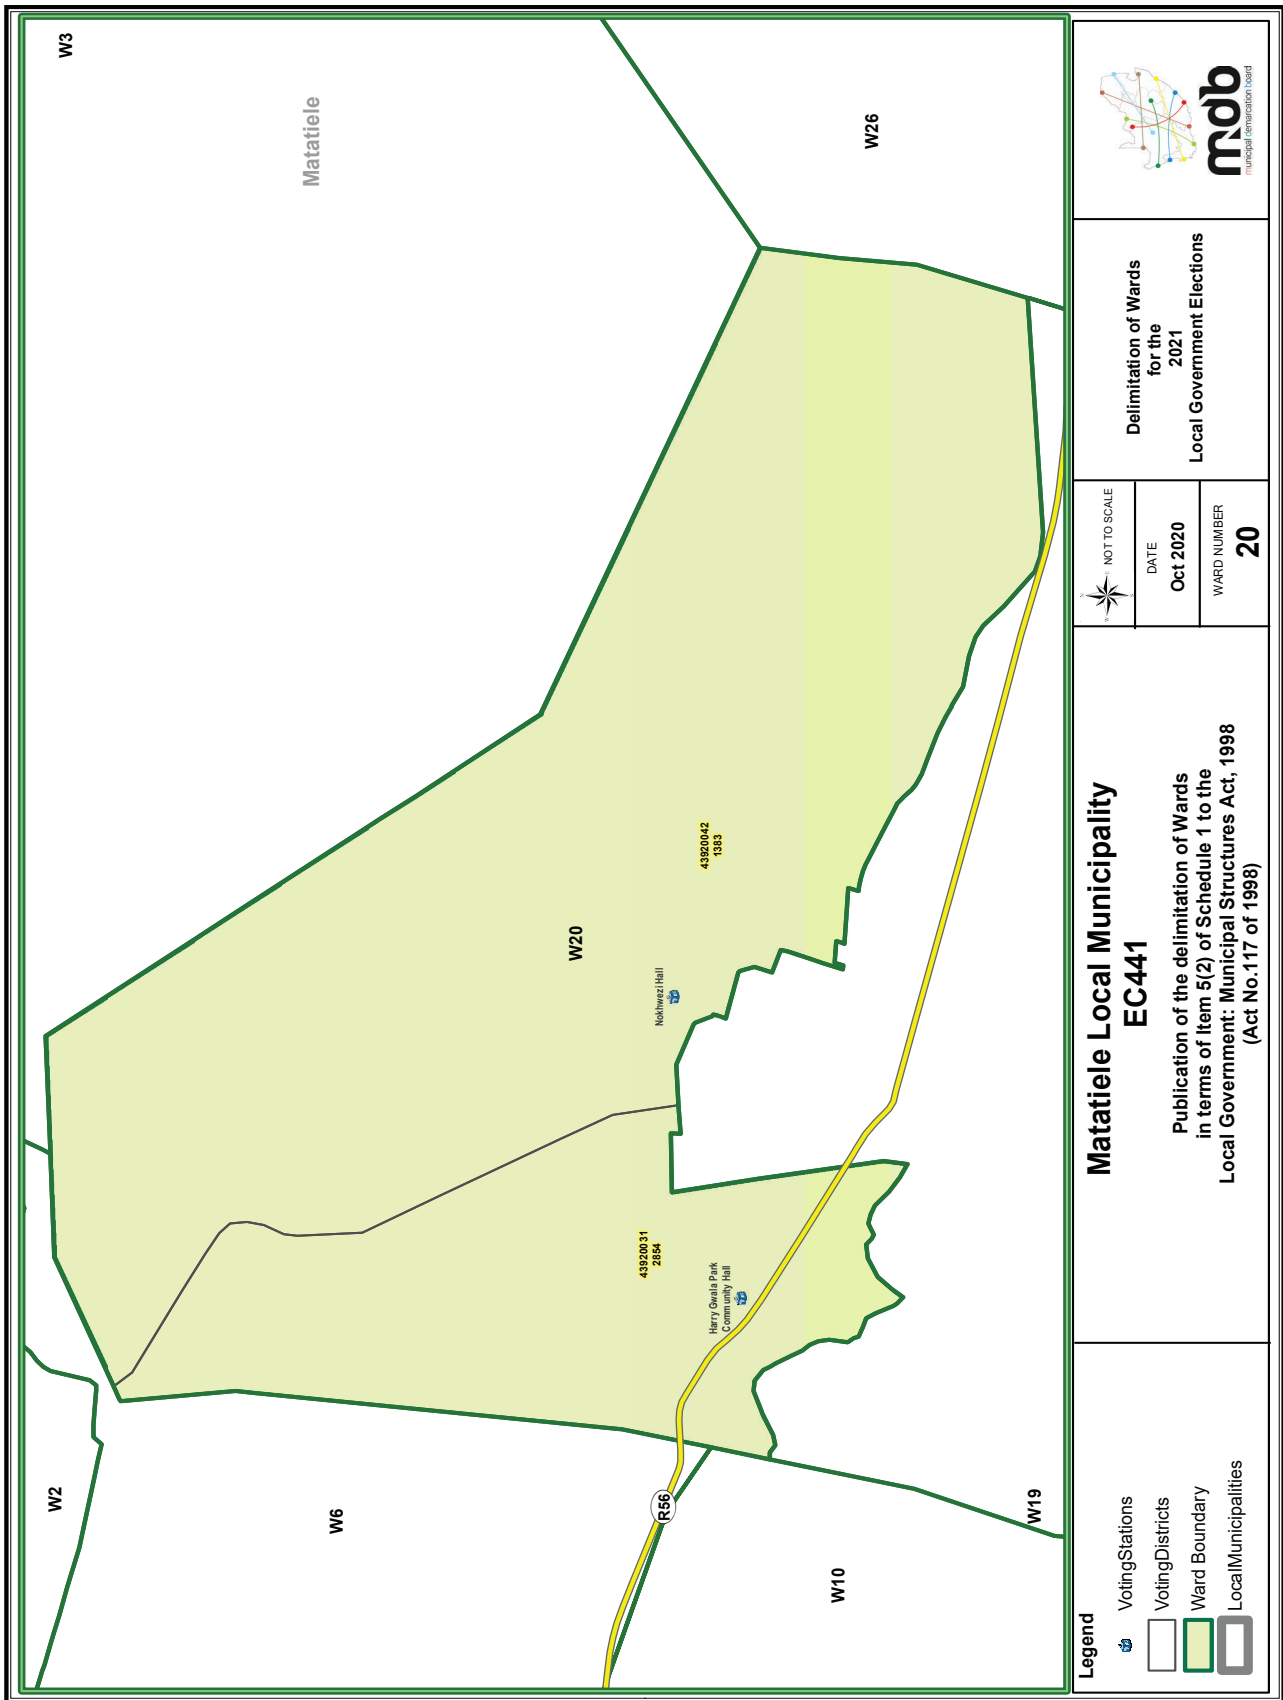 W3
Matatiele
W26
W2
W6
W20
43920042
1383
Nokhwezi Hall
43920031
2854
Harry Gwala Park
Community Hall
R56
W10
W19
Legend
VotingStations
VotingDistricts
Ward Boundary
LocalMunicipalities
Matatiele Local Municipality
EC441
Publication of the delimitation of Wards
in terms of Item 5(2) of Schedule 1 to the
Local Government: Municipal Structures Act, 1998
(Act No.117 of 1998)
N
W
E
S
NOT TO SCALE
DATE
Oct 2020
WARD NUMBER
20
Delimitation of Wards
for the
2021
Local Government Elections
mdb
municipal demarcation board